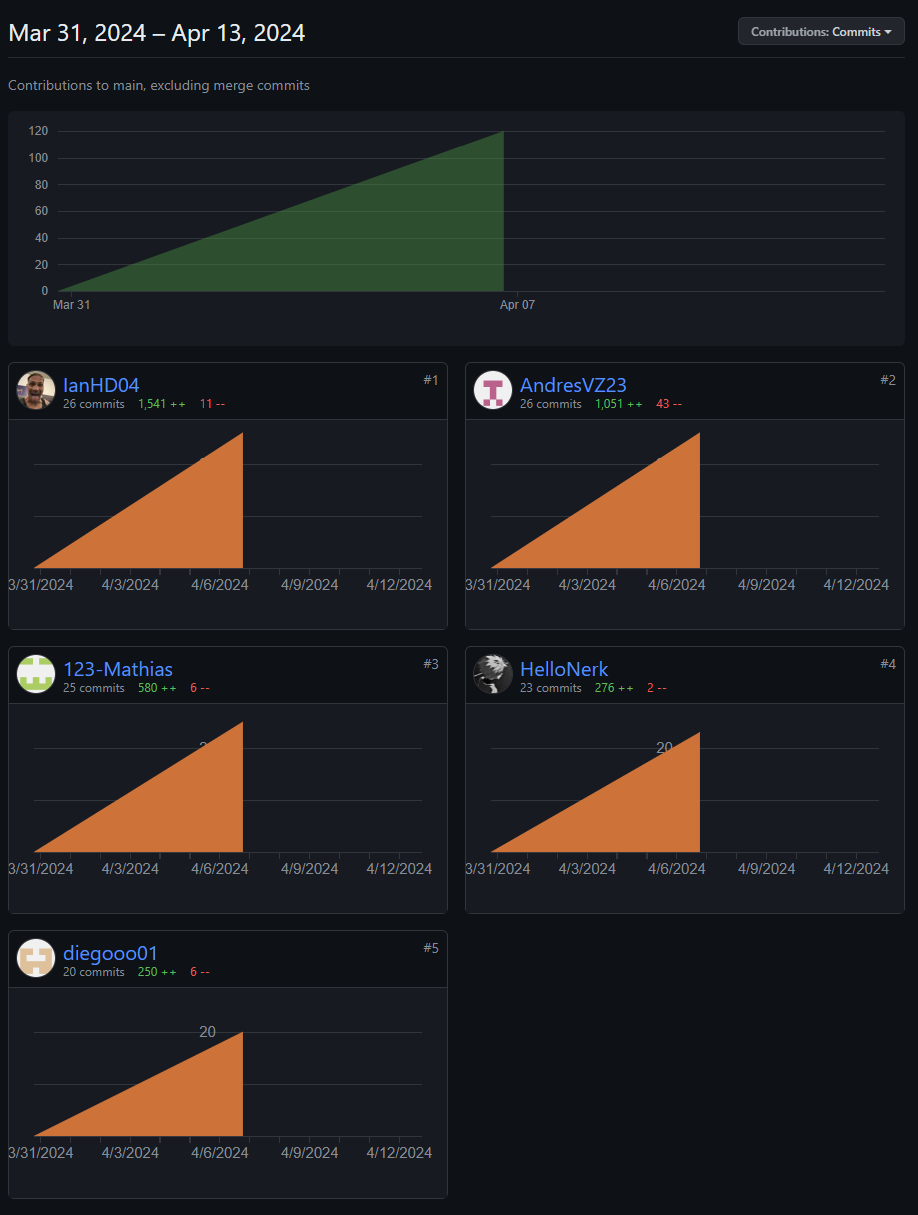 Mar 31, 2024 – Apr 13, 2024
Contributions: Commits
Contributions to main, excluding merge commits
120
100
80
60
40
20
0
Mar 31 Apr 07
IanHD04 #1
26 commits 1,541 ++ 11 --
3/31/2024 4/3/2024 4/6/2024 4/9/2024 4/12/2024
AndresVZ23 #2
26 commits 1,051 ++ 43 --
3/31/2024 4/3/2024 4/6/2024 4/9/2024 4/12/2024
123-Mathias #3
25 commits 580 ++ 6 --
3/31/2024 4/3/2024 4/6/2024 4/9/2024 4/12/2024
HelloNerk #4
23 commits 276 ++ 2 --
20
3/31/2024 4/3/2024 4/6/2024 4/9/2024 4/12/2024
diegooo01 #5
20 commits 250 ++ 6 --
20
3/31/2024 4/3/2024 4/6/2024 4/9/2024 4/12/2024